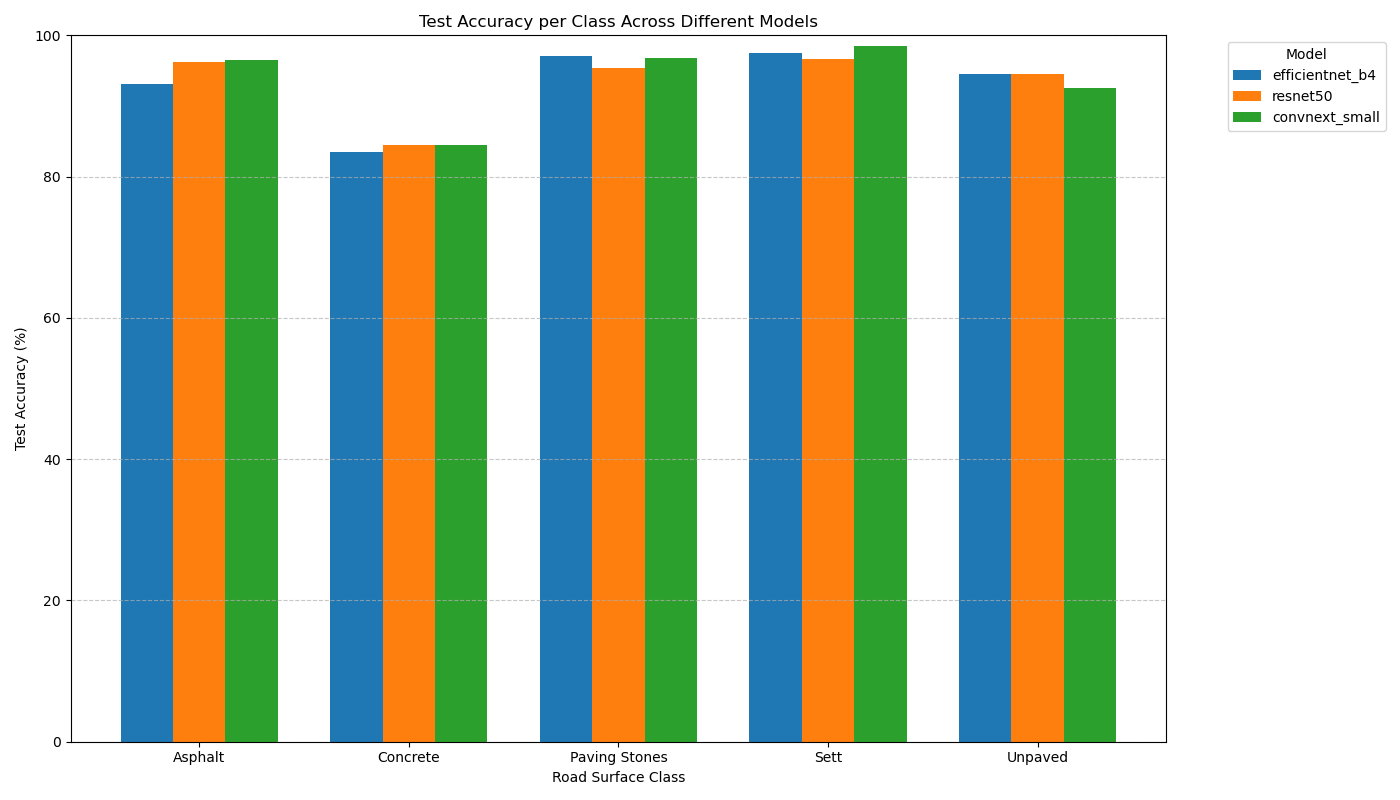 Test Accuracy per Class Across Different Models
Test Accuracy (%)
100
80
60
40
20
0
Asphalt
Concrete
Paving Stones
Sett
Unpaved
Road Surface Class
Model
efficientnet_b4
resnet50
convnext_small